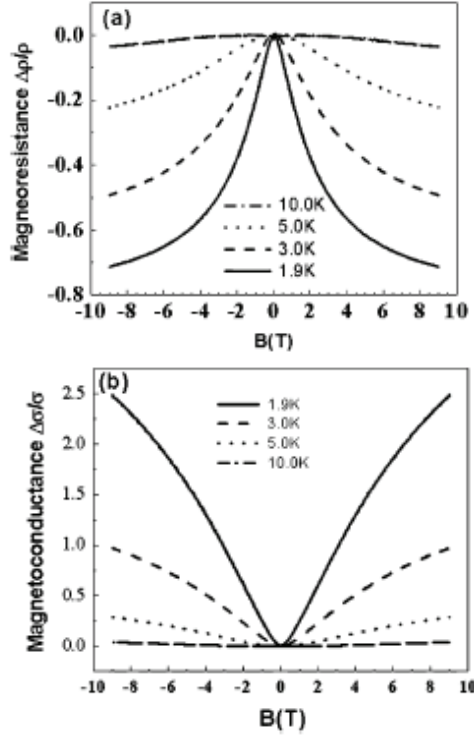 (a)
Magneoresistance Δρ/ρ
0.0
-0.2
-0.4
-0.6
-0.8
10.0K
5.0K
3.0K
1.9K
-10 -8 -6 -4 -2 0 2 4 6 8 10
B(T)
(b)
Magnetoconductance Δσ/σ
2.5
2.0
1.5
1.0
0.5
0.0
1.9K
3.0K
5.0K
10.0K
-10 -8 -6 -4 -2 0 2 4 6 8 10
B(T)